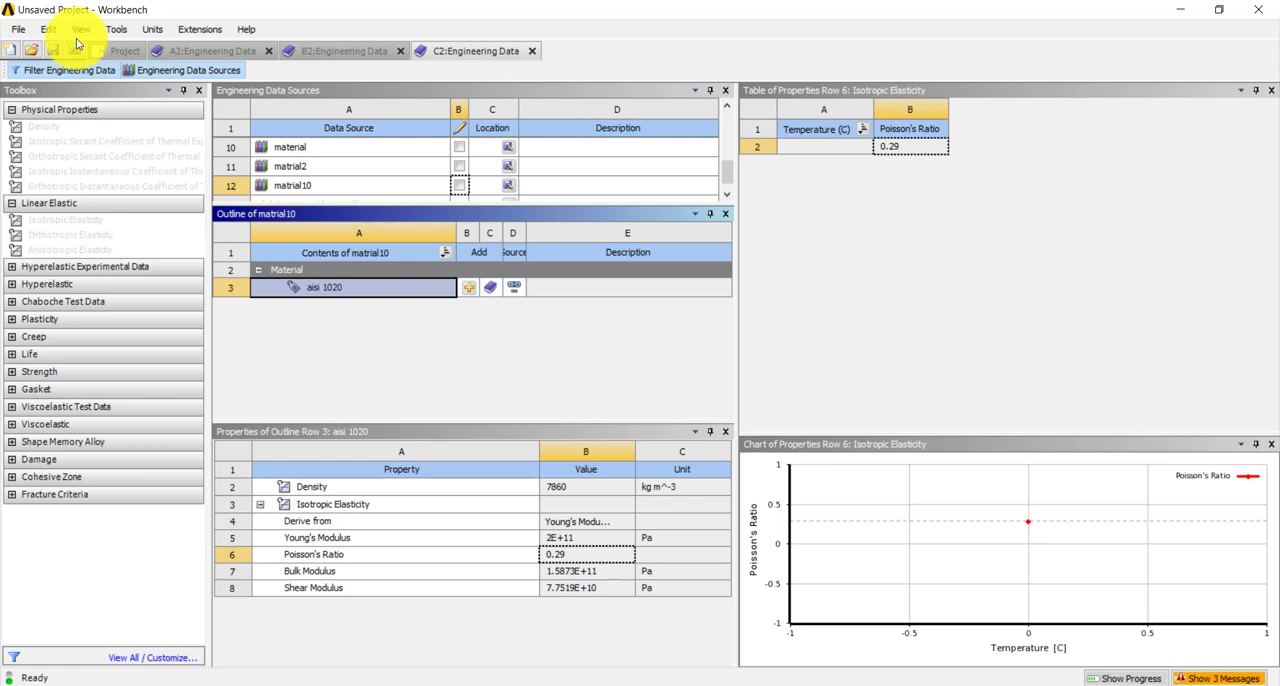 Unsaved Project - Workbench
File Edit View Tools Units Extensions Help
Project A2:Engineering Data B2:Engineering Data C2:Engineering Data
Filter Engineering Data Engineering Data Sources
Toolbox
Physical Properties
Density
Isotropic Secant Coefficient of Thermal Exp
Orthotropic Secant Coefficient of Thermal
Isotropic Instantaneous Coefficient of The
Orthotropic Instantaneous Coefficient of T
Linear Elastic
Isotropic Elasticity
Orthotropic Elasticity
Anisotropic Elasticity
Hyperelastic Experimental Data
Hyperelastic
Chaboche Test Data
Plasticity
Creep
Life
Strength
Gasket
Viscoelastic Test Data
Viscoelastic
Shape Memory Alloy
Damage
Cohesive Zone
Fracture Criteria
View All / Customize...
Engineering Data Sources
A B C D
1 Data Source Location Description
10 material
11 matrial2
12 matrial10
Outline of matrial10
A B C D E
1 Contents of matrial10 Add Source Description
2 Material
3 aisi 1020
Properties of Outline Row 3: aisi 1020
A B C
1 Property Value Unit
2 Density 7860 kg m^-3
3 Isotropic Elasticity
4 Derive from Young's Modu...
5 Young's Modulus 2E+11 Pa
6 Poisson's Ratio 0.29
7 Bulk Modulus 1.5873E+11 Pa
8 Shear Modulus 7.7519E+10 Pa
Table of Properties Row 6: Isotropic Elasticity
A B
1 Temperature (C) Poisson's Ratio
2 0.29
Chart of Properties Row 6: Isotropic Elasticity
Poisson's Ratio
Poisson's Ratio
1
0.5
0
-0.5
-1
-1 -0.5 0 0.5 1
Temperature [C]
Ready
Show Progress Show 3 Messages